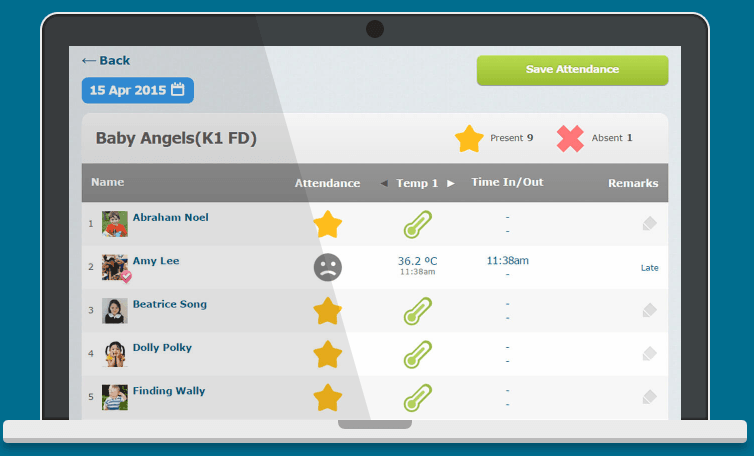 ← Back
Save Attendance
15 Apr 2015
Baby Angels(K1 FD)
Present 9
Absent 1
Name Attendance ◄ Temp 1 ► Time In/Out Remarks
1 Abraham Noel - 
-
2 Amy Lee 36.2 ºC 11:38am Late
11:38am -
3 Beatrice Song -
-
4 Dolly Polky -
-
5 Finding Wally -
-